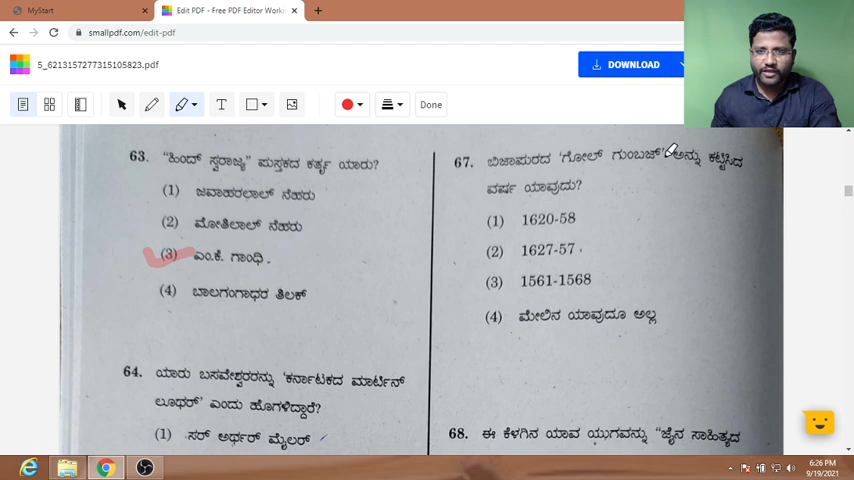 MyStart
Edit PDF - Free PDF Editor Work
smallpdf.com/edit-pdf
5_6213157277315105823.pdf
DOWNLOAD
T
Done
63. "ಹಿಂದ್ ಸ್ವರಾಜ್ಯ" ಪುಸ್ತಕದ ಕರ್ತೃ ಯಾರು?
(1) ಜವಾಹರಲಾಲ್ ನೆಹರು
(2) ಮೋತಿಲಾಲ್ ನೆಹರು
(3) ಎಂ.ಕೆ. ಗಾಂಧಿ.
(4) ಬಾಲಗಂಗಾಧರ ತಿಲಕ್
64. ಯಾರು ಬಸವೇಶ್ವರರನ್ನು 'ಕರ್ನಾಟಕದ ಮಾರ್ಟಿನ್
ಲೂಥರ್' ಎಂದು ಹೊಗಳಿದ್ದಾರೆ?
(1) ಸರ್ ಅರ್ಥರ್ ಮೈಲರ್
67. ಬಿಜಾಪುರದ 'ಗೋಲ್ ಗುಂಬಜ್' ಅನ್ನು ಕಟ್ಟಿಸಿದ
ವರ್ಷ ಯಾವುದು?
(1) 1620-58
(2) 1627-57
(3) 1561-1568
(4) ಮೇಲಿನ ಯಾವುದೂ ಅಲ್ಲ
68. ಈ ಕೆಳಗಿನ ಯಾವ ಯುಗವನ್ನು "ಜೈನ ಸಾಹಿತ್ಯದ
6:26 PM
9/19/2021